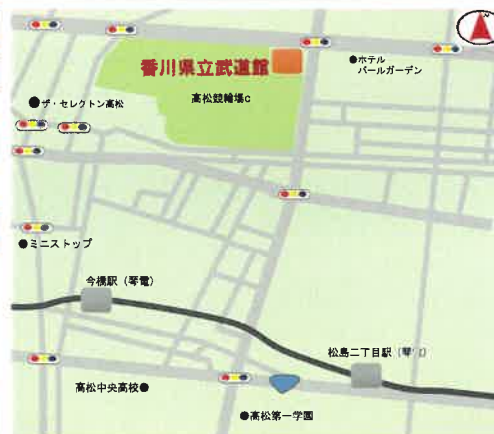 香川県立武道館
●ホテル
パールガーデン
●ザ・セレクトン高松
高松競輪場c
●ミニストップ
今橋駅（琴電）
松島二丁目駅（琴
高松中央高校●
●高松第一学園